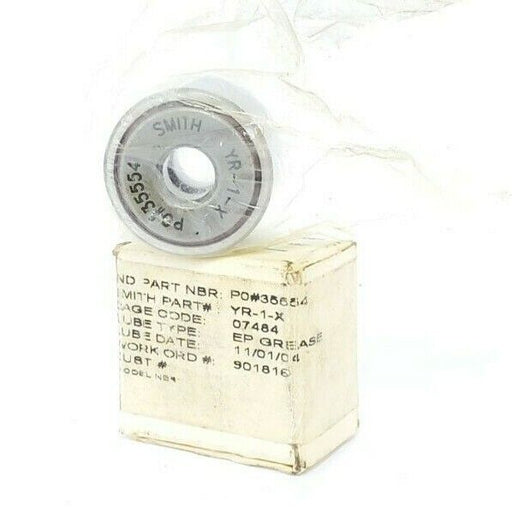 SMITH YR-1-X PO#35554
ND PART NBR: PO#35554
SMITH PART# YR-1-X
CAGE CODE: 07484
LUBE TYPE: EP GREASE
LUBE DATE: 11/01/04
WORK ORD #: 901816
CUST #
MODEL NBR